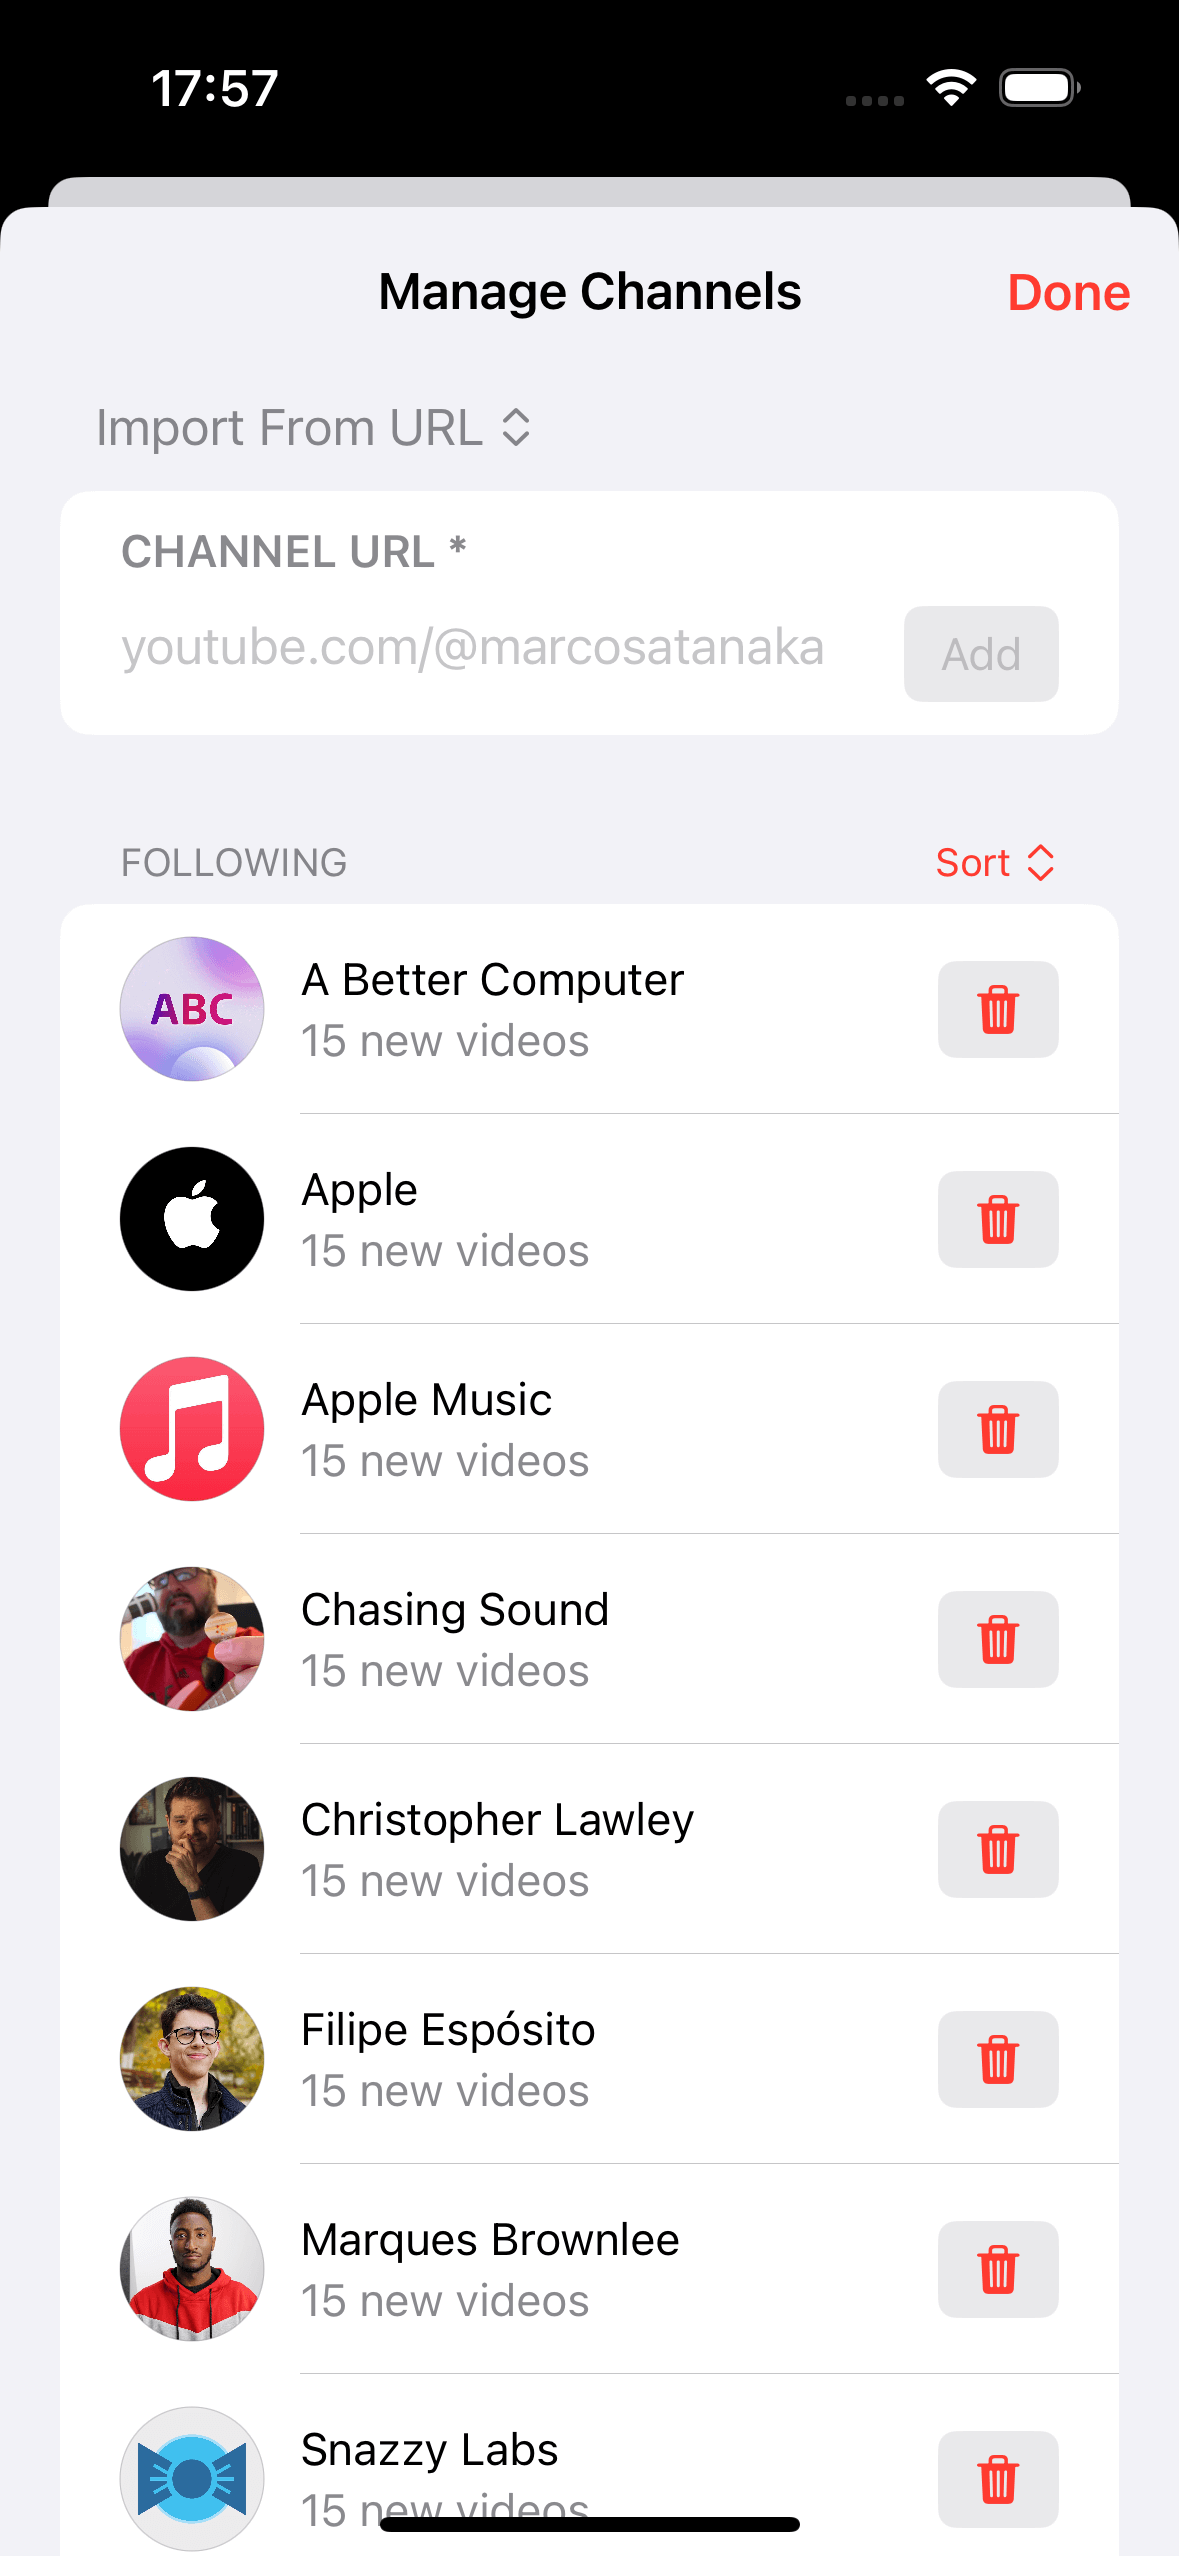 17:57
Manage Channels
Done
Import From URL
CHANNEL URL *
youtube.com/@marcosatanaka
Add
FOLLOWING
Sort
ABC
A Better Computer
15 new videos
Apple
15 new videos
Apple Music
15 new videos
Chasing Sound
15 new videos
Christopher Lawley
15 new videos
Filipe Espósito
15 new videos
Marques Brownlee
15 new videos
Snazzy Labs
15 new videos